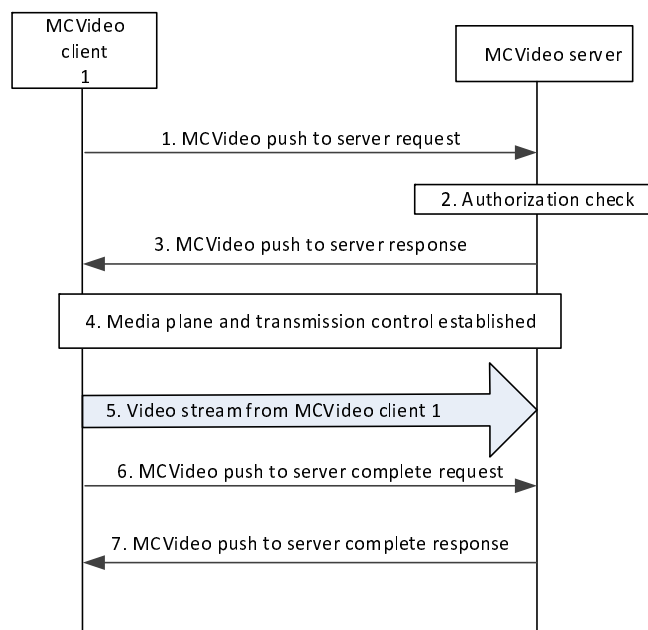 MCVideo
client
1
MCVideo server
1. MCVideo push to server request
2. Authorization check
3. MCVideo push to server response
4. Media plane and transmission control established
5. Video stream from MCVideo client 1
6. MCVideo push to server complete request
7. MCVideo push to server complete response